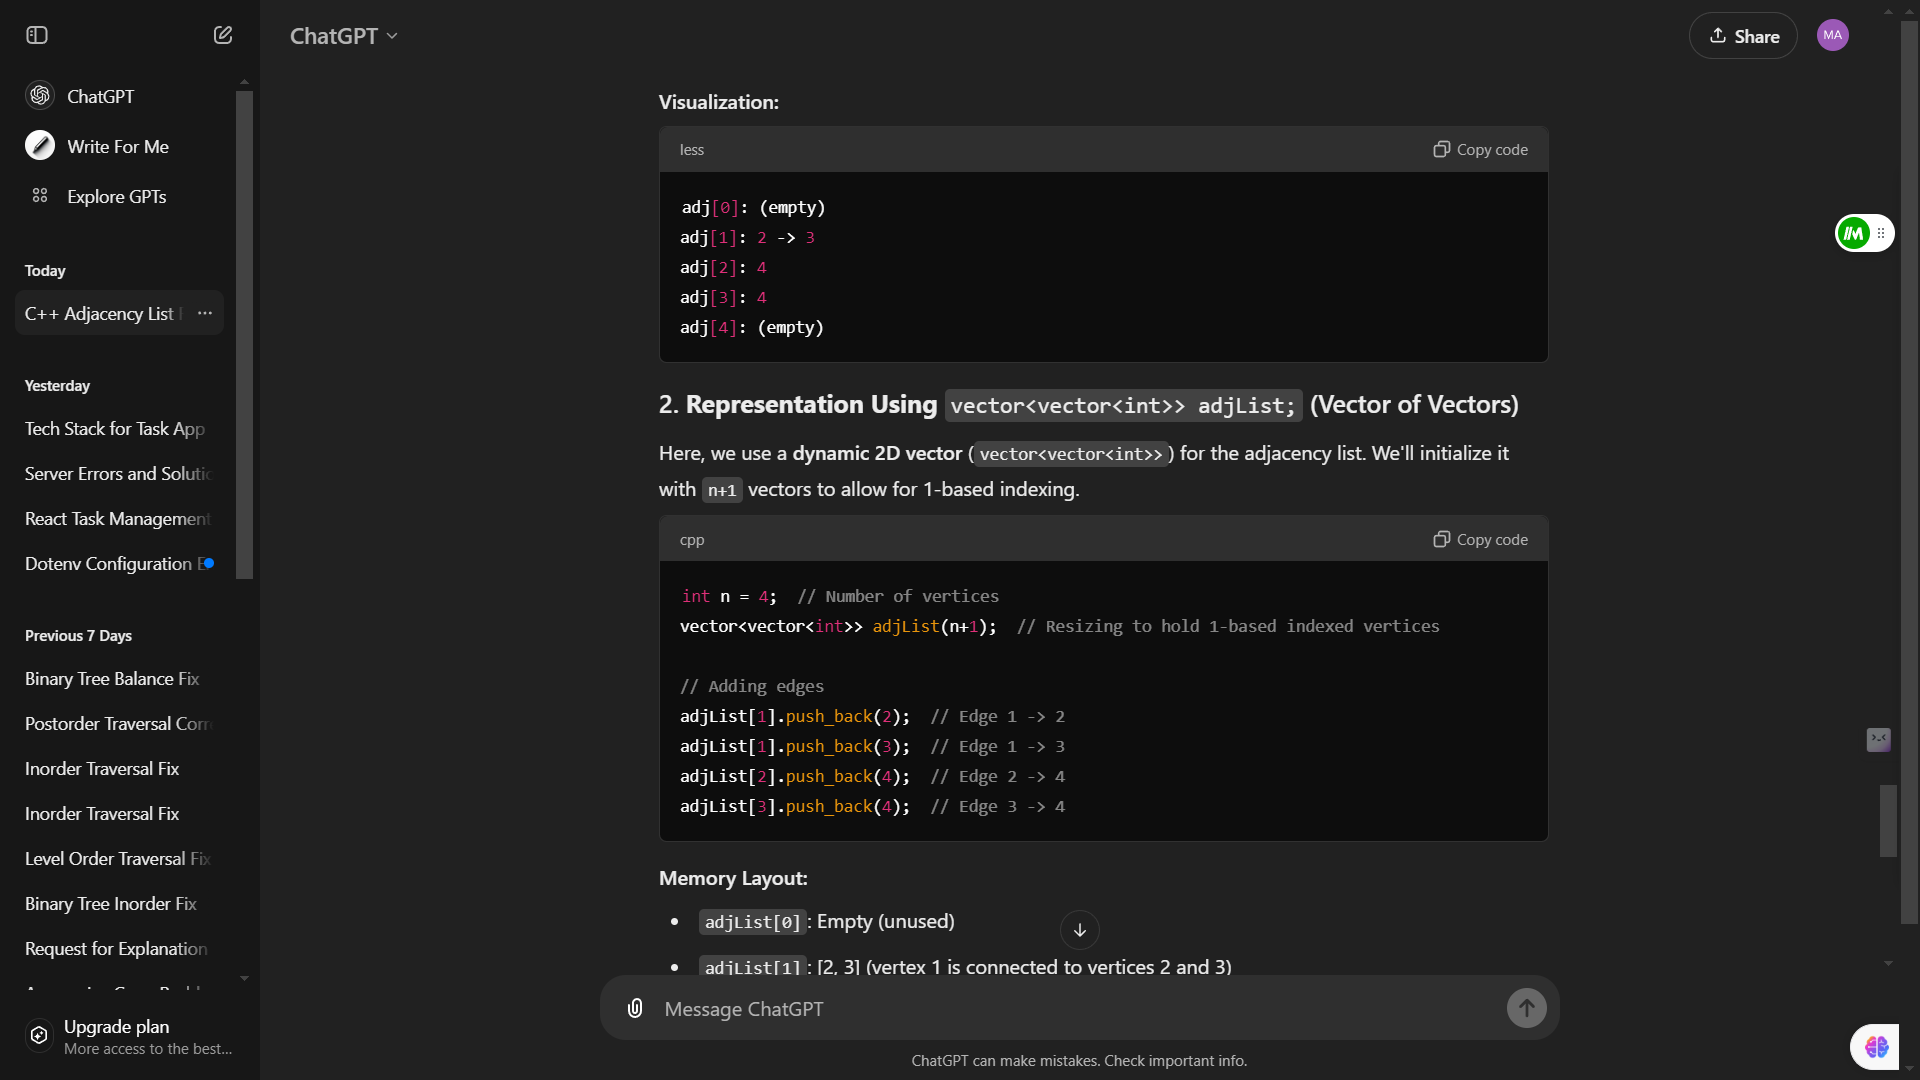 ChatGPT
Write For Me
Explore GPTs
Today
C++ Adjacency List
Yesterday
Tech Stack for Task App
Server Errors and Solutio
React Task Management
Dotenv Configuration E
Previous 7 Days
Binary Tree Balance Fix
Postorder Traversal Corre
Inorder Traversal Fix
Inorder Traversal Fix
Level Order Traversal Fix
Binary Tree Inorder Fix
Request for Explanation
Upgrade plan
More access to the best...
ChatGPT
Share
MA
Visualization:
less
Copy code
adj[0]: (empty)
adj[1]: 2 -> 3
adj[2]: 4
adj[3]: 4
adj[4]: (empty)
2. Representation Using vector<vector<int>> adjList; (Vector of Vectors)
Here, we use a dynamic 2D vector (vector<vector<int>>) for the adjacency list. We'll initialize it
with n+1 vectors to allow for 1-based indexing.
cpp
Copy code
int n = 4;  // Number of vertices
vector<vector<int>> adjList(n+1);  // Resizing to hold 1-based indexed vertices
// Adding edges
adjList[1].push_back(2);  // Edge 1 -> 2
adjList[1].push_back(3);  // Edge 1 -> 3
adjList[2].push_back(4);  // Edge 2 -> 4
adjList[3].push_back(4);  // Edge 3 -> 4
Memory Layout:
• adjList[0]: Empty (unused)
• adjList[1]: [2, 3] (vertex 1 is connected to vertices 2 and 3)
Message ChatGPT
ChatGPT can make mistakes. Check important info.